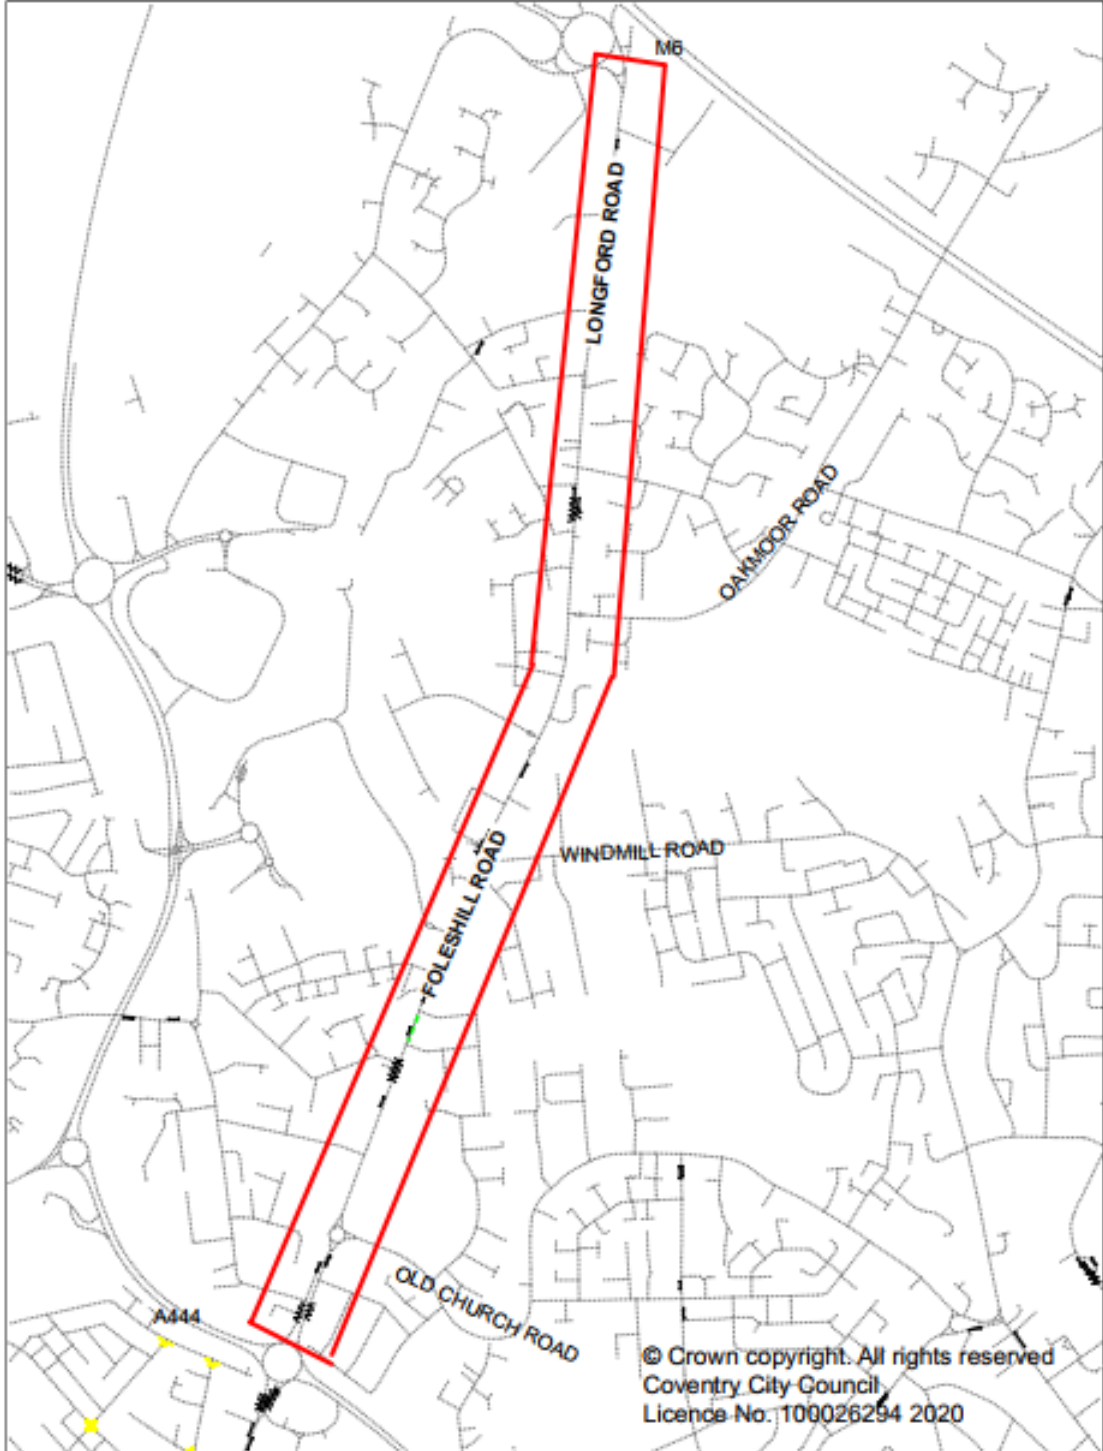 M6
LONGFORD ROAD
OAKMOOR ROAD
WINDMILL ROAD
FOLESHILL ROAD
OLD CHURCH ROAD
A444
© Crown copyright. All rights reserved
Coventry City Council
Licence No. 100026294 2020